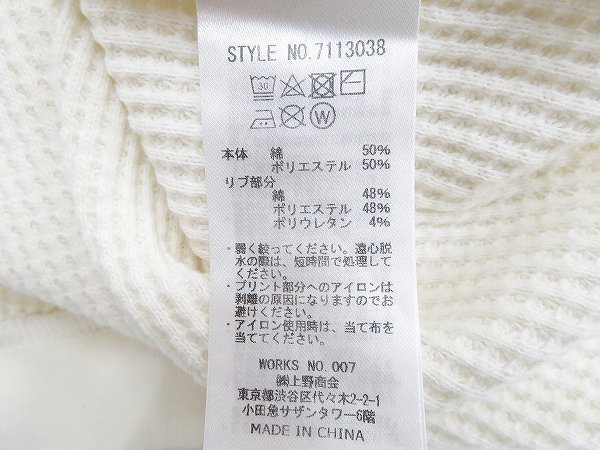 STYLE NO.7113038
30
W
本体 綿 50%
ポリエステル 50%
リブ部分
綿 48%
ポリエステル 48%
ポリウレタン 4%
・弱く絞ってください。遠心脱
水の際は、短時間で処理して
ください。
・プリント部分へのアイロンは
剥離の原因になりますのでお
避けください。
・アイロン使用時は、当て布を
当ててください。
WORKS NO.007
㈱上野商会
東京都渋谷区代々木2-2-1
小田急サザンタワー6階
MADE IN CHINA